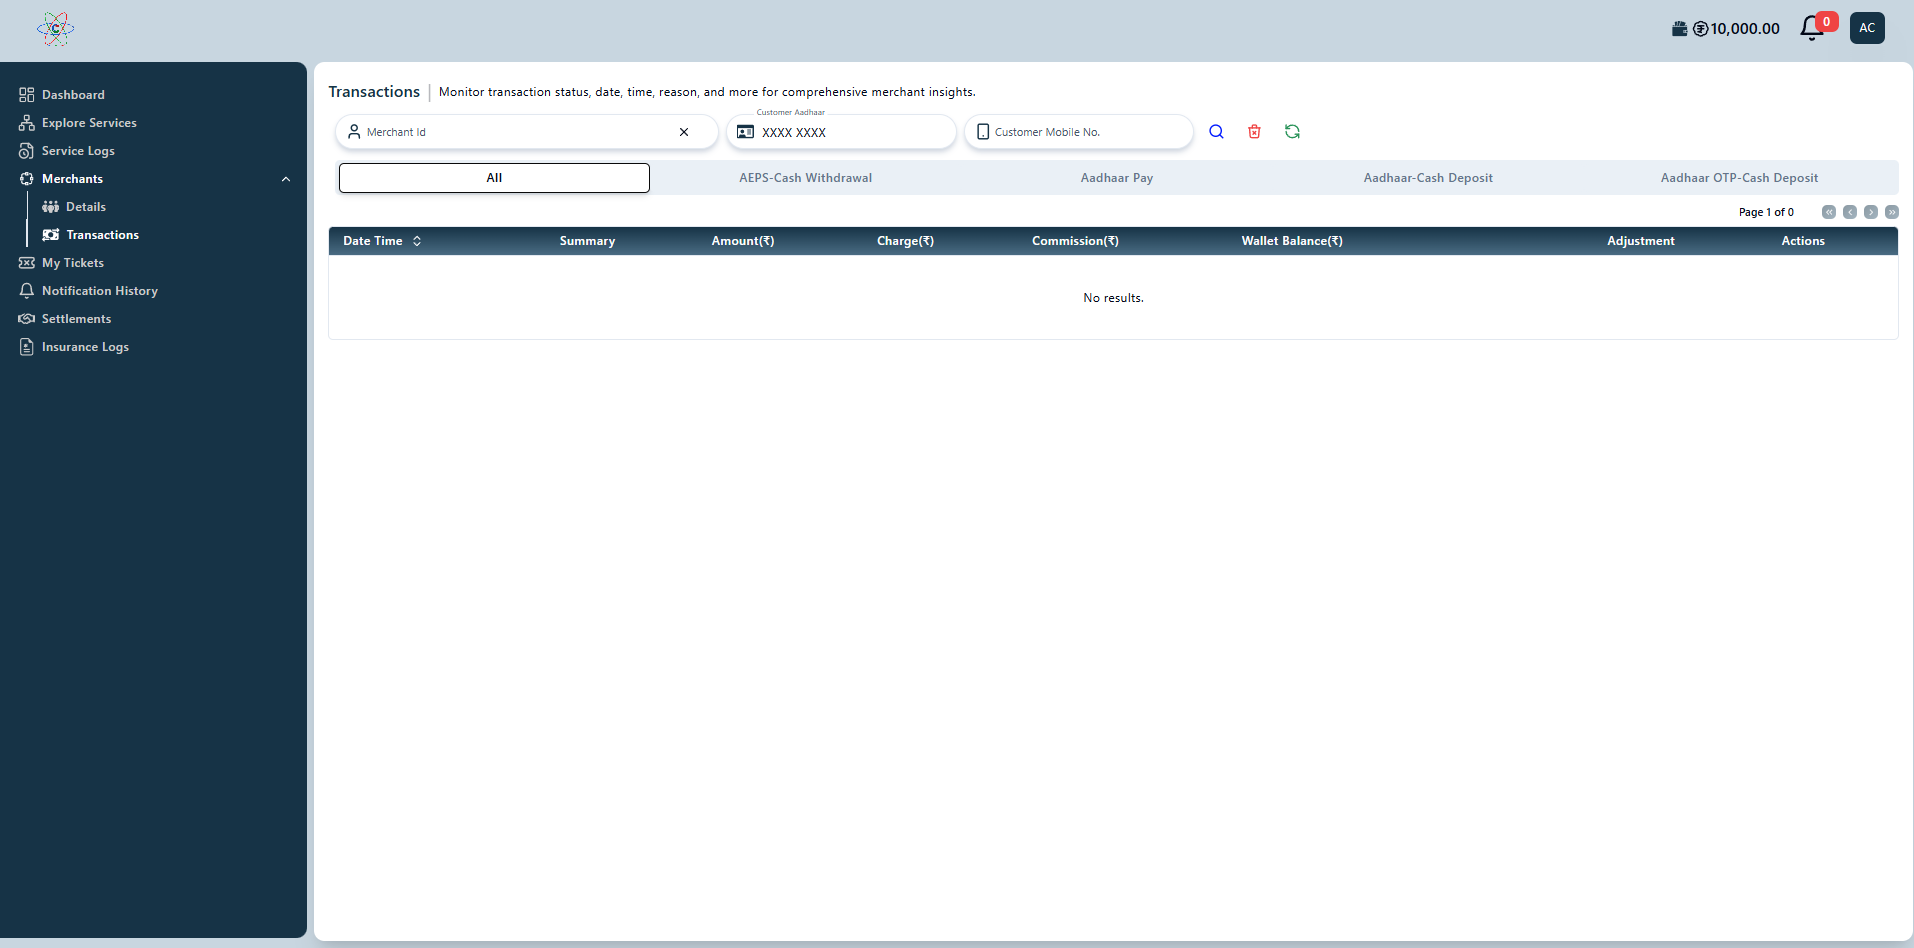 C
10,000.00
0
AC
Dashboard
Explore Services
Service Logs
Merchants
Details
Transactions
My Tickets
Notification History
Settlements
Insurance Logs
Transactions | Monitor transaction status, date, time, reason, and more for comprehensive merchant insights.
Merchant Id
Customer Aadhaar
XXXX XXXX
Customer Mobile No.
All AEPS-Cash Withdrawal Aadhaar Pay Aadhaar-Cash Deposit Aadhaar OTP-Cash Deposit
Page 1 of 0
Date Time Summary Amount(₹) Charge(₹) Commission(₹) Wallet Balance(₹) Adjustment Actions
No results.